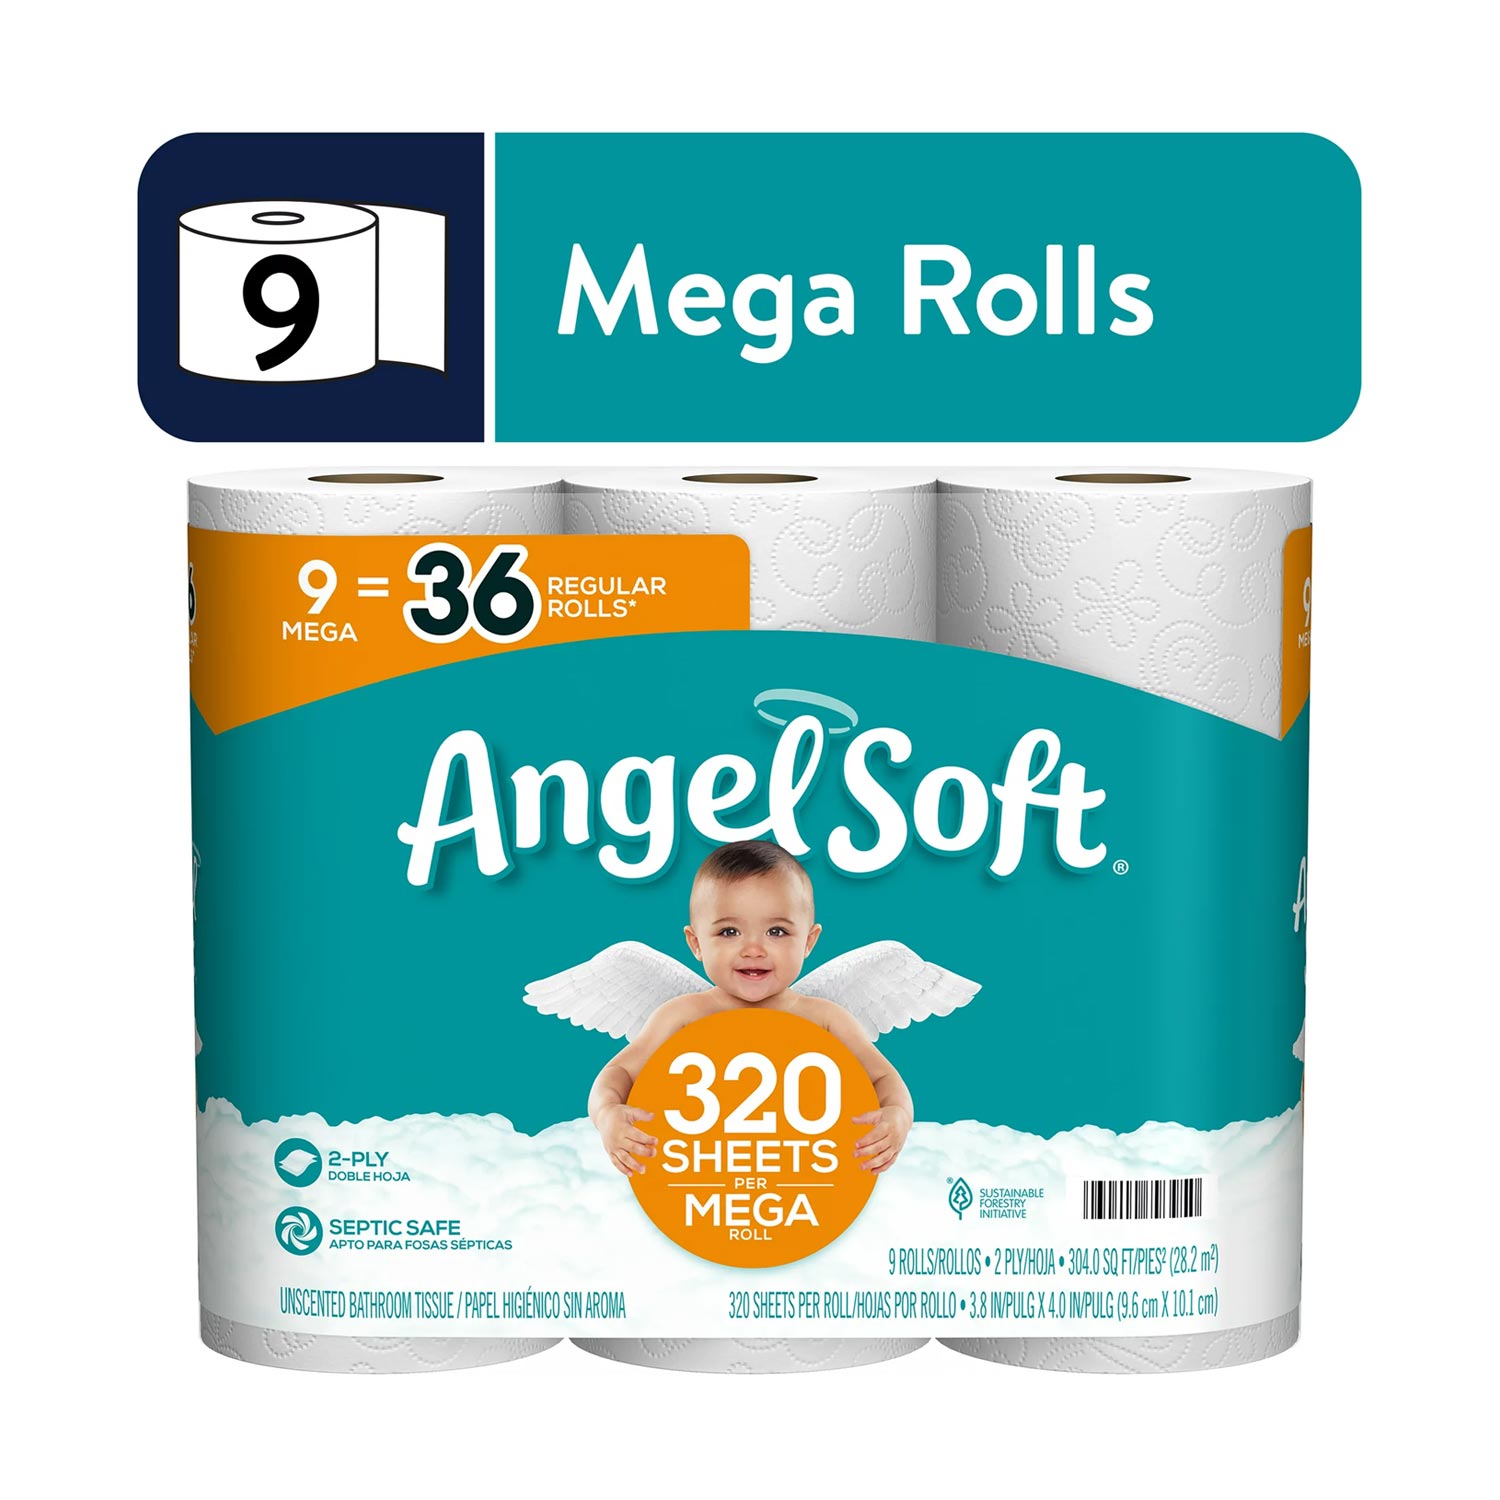 9
Mega Rolls
9 = 36 REGULAR
MEGA ROLLS*
Angel Soft®
320
SHEETS
PER
MEGA
ROLL
2-PLY
DOBLE HOJA
SEPTIC SAFE
APTO PARA FOSAS SÉPTICAS
UNSCENTED BATHROOM TISSUE / PAPEL HIGIÉNICO SIN AROMA
SUSTAINABLE
FORESTRY
INITIATIVE
9 ROLLS/ROLLOS • 2 PLY/HOJA • 304.0 SQ FT/PIES² (28.2 m²)
320 SHEETS PER ROLL/HOJAS POR ROLLO • 3.8 IN/PULG X 4.0 IN/PULG (9.6 cm X 10.1 cm)